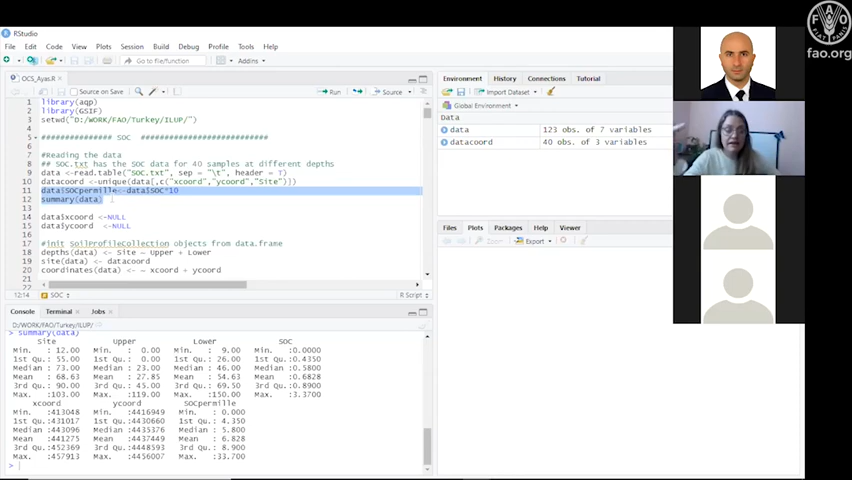 RStudio
File Edit Code View Plots Session Build Debug Profile Tools Help
Go to file/function
Addins
OCS_Ayas.R
Source on Save
Run
Source
1 library(aqp)
2 library(GSIF)
3 setwd("D:/WORK/FAO/Turkey/ILUP/")
4
5 ############### SOC ##########################
6
7 #Reading the data
8 ## SOC.txt has the SOC data for 40 samples at different depths
9 data <-read.table("SOC.txt", sep = "\t", header = T)
10 datacoord <-unique(data[,c("xcoord","ycoord","Site")])
11 data$SOCpermille<-data$SOC*10
12 summary(data)
13
14 data$xcoord <-NULL
15 data$ycoord <-NULL
16
17 #init SoilProfileCollection objects from data.frame
18 depths(data) <- Site ~ Upper + Lower
19 site(data) <- datacoord
20 coordinates(data) <- ~ xcoord + ycoord
21
22
12:14
SOC
R Script
Console Terminal Jobs
D:/WORK/FAO/Turkey/ILUP/
> summary(data)
Site Upper Lower SOC
Min. : 12.00 Min. : 0.00 Min. : 9.00 Min. :0.0000
1st Qu.: 55.00 1st Qu.: 0.00 1st Qu.: 26.00 1st Qu.:0.4350
Median : 73.00 Median : 23.00 Median : 46.00 Median :0.5800
Mean : 68.63 Mean : 27.85 Mean : 54.63 Mean :0.6828
3rd Qu.: 90.00 3rd Qu.: 45.00 3rd Qu.: 69.50 3rd Qu.:0.8900
Max. :103.00 Max. :119.00 Max. :150.00 Max. :3.3700
xcoord ycoord SOCpermille
Min. :413048 Min. :4416949 Min. : 0.000
1st Qu.:431017 1st Qu.:4430660 1st Qu.: 4.350
Median :443096 Median :4435376 Median : 5.800
Mean :441275 Mean :4437449 Mean : 6.828
3rd Qu.:452369 3rd Qu.:4448593 3rd Qu.: 8.900
Max. :457913 Max. :4456007 Max. :33.700
>
Environment History Connections Tutorial
Import Dataset
Global Environment
Data
data 123 obs. of 7 variables
datacoord 40 obs. of 3 variables
Files Plots Packages Help Viewer
Zoom Export
FAO
FIAT PANIS
fao.org